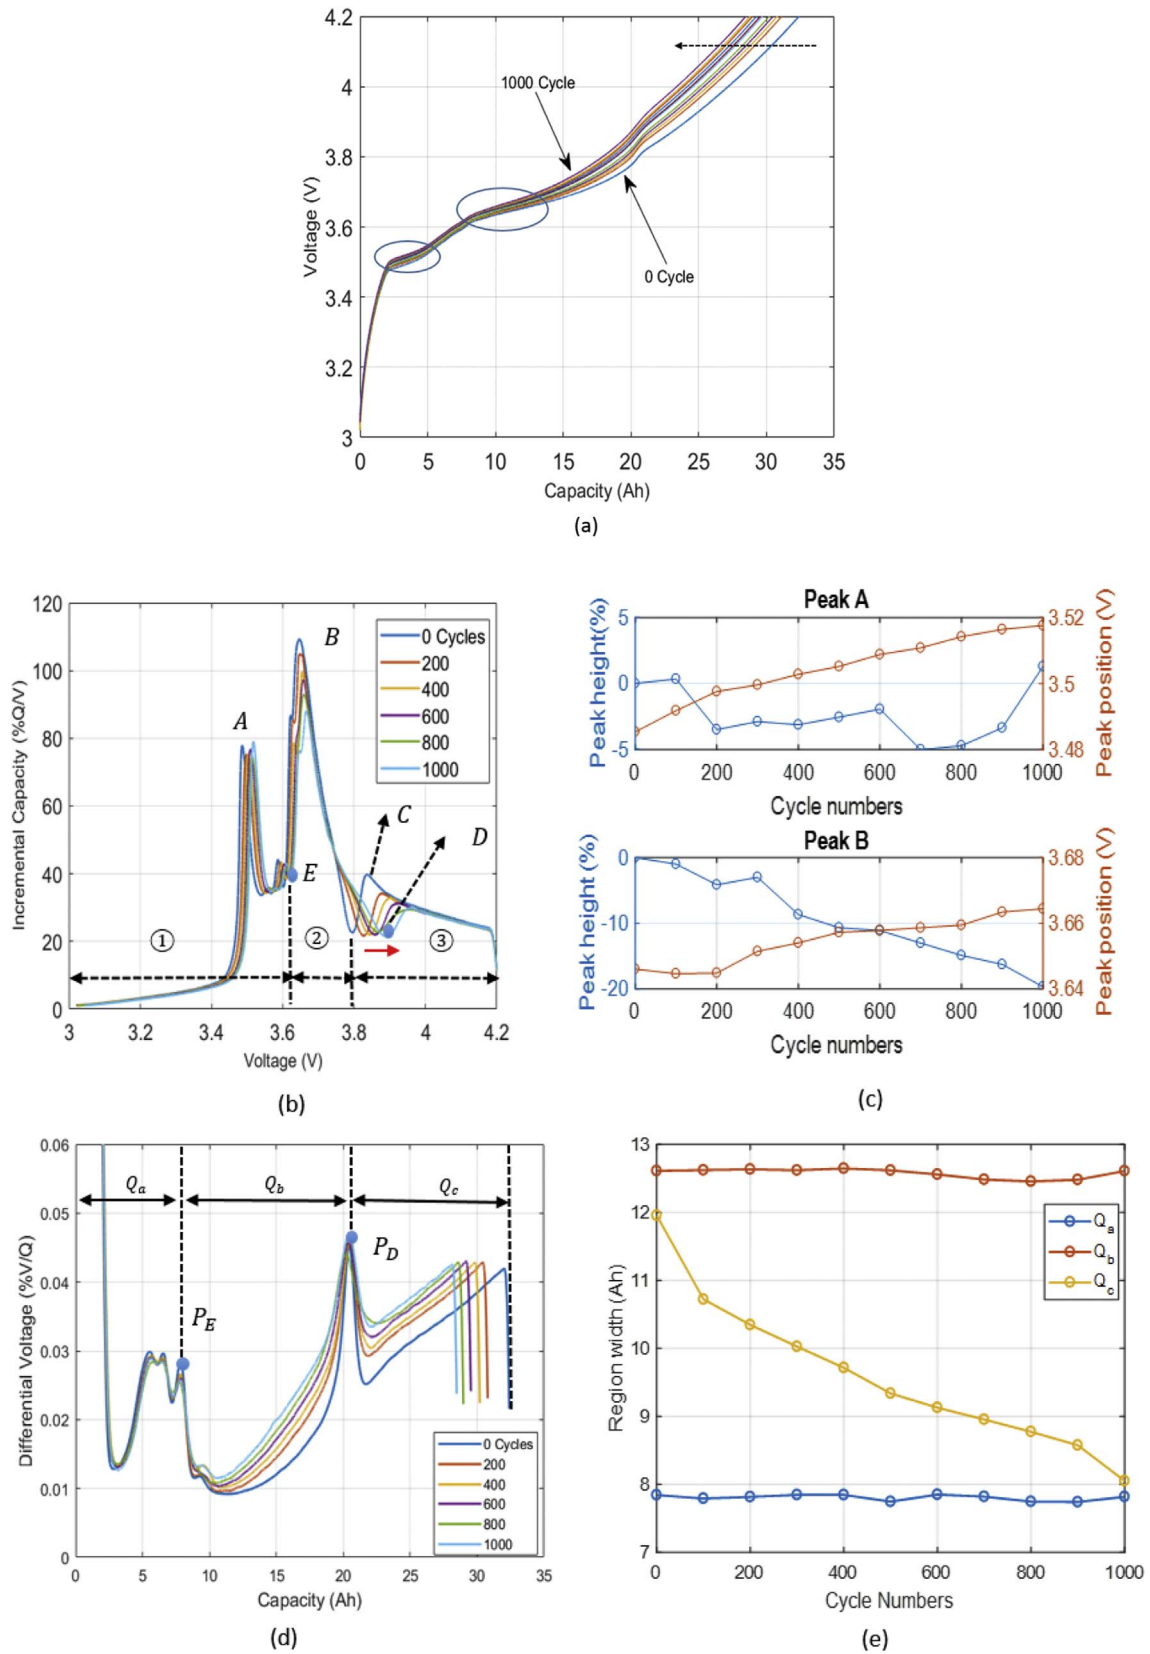 4.2
4
3.8
3.6
3.4
3.2
3
Voltage (V)
1000 Cycle
0 Cycle
0 5 10 15 20 25 30 35
Capacity (Ah)
(a)
120
100
80
60
40
20
0
Incremental Capacity (%Q/V)
A
B
C
D
E
0 Cycles
200
400
600
800
1000
① ② ③
3 3.2 3.4 3.6 3.8 4 4.2
Voltage (V)
(b)
Peak A
5
0
-5
Peak height(%)
3.52
3.5
3.48
Peak position (V)
0 200 400 600 800 1000
Cycle numbers
Peak B
0
-10
-20
Peak height (%)
3.68
3.66
3.64
Peak position (V)
0 200 400 600 800 1000
Cycle numbers
(c)
0.06
0.05
0.04
0.03
0.02
0.01
0
Differential Voltage (%V/Q)
Qa Qb Qc
PD
PE
0 Cycles
200
400
600
800
1000
0 5 10 15 20 25 30 35
Capacity (Ah)
(d)
13
12
11
10
9
8
7
Region width (Ah)
Qa
Qb
Qc
0 200 400 600 800 1000
Cycle Numbers
(e)